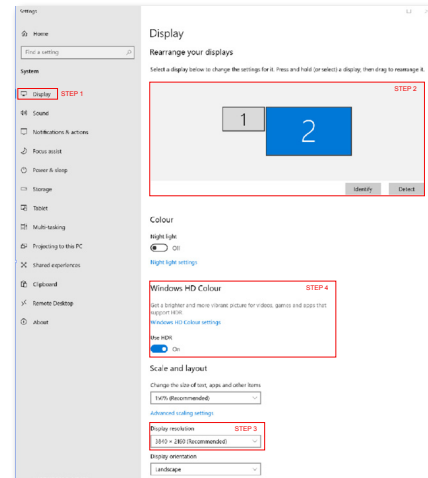 Settings
Home
Find a setting
System
Display STEP 1
Sound
Notifications & actions
Focus assist
Power & sleep
Storage
Tablet
Multi-tasking
Projecting to this PC
Shared experiences
Clipboard
Remote Desktop
About
Display
Rearrange your displays
Select a display below to change the settings for it. Press and hold (or select) a display, then drag to rearrange it.
STEP 2
1 2
Identify Detect
Colour
Night light
Off
Night light settings
Windows HD Colour STEP 4
Get a brighter and more vibrant picture for videos, games and apps that
support HDR.
Windows HD Colour settings
Use HDR
On
Scale and layout
Change the size of text, apps and other items
(Recommended)
Advanced scaling settings
Display resolution STEP 3
3840 × 2160 (Recommended)
Display orientation
Landscape